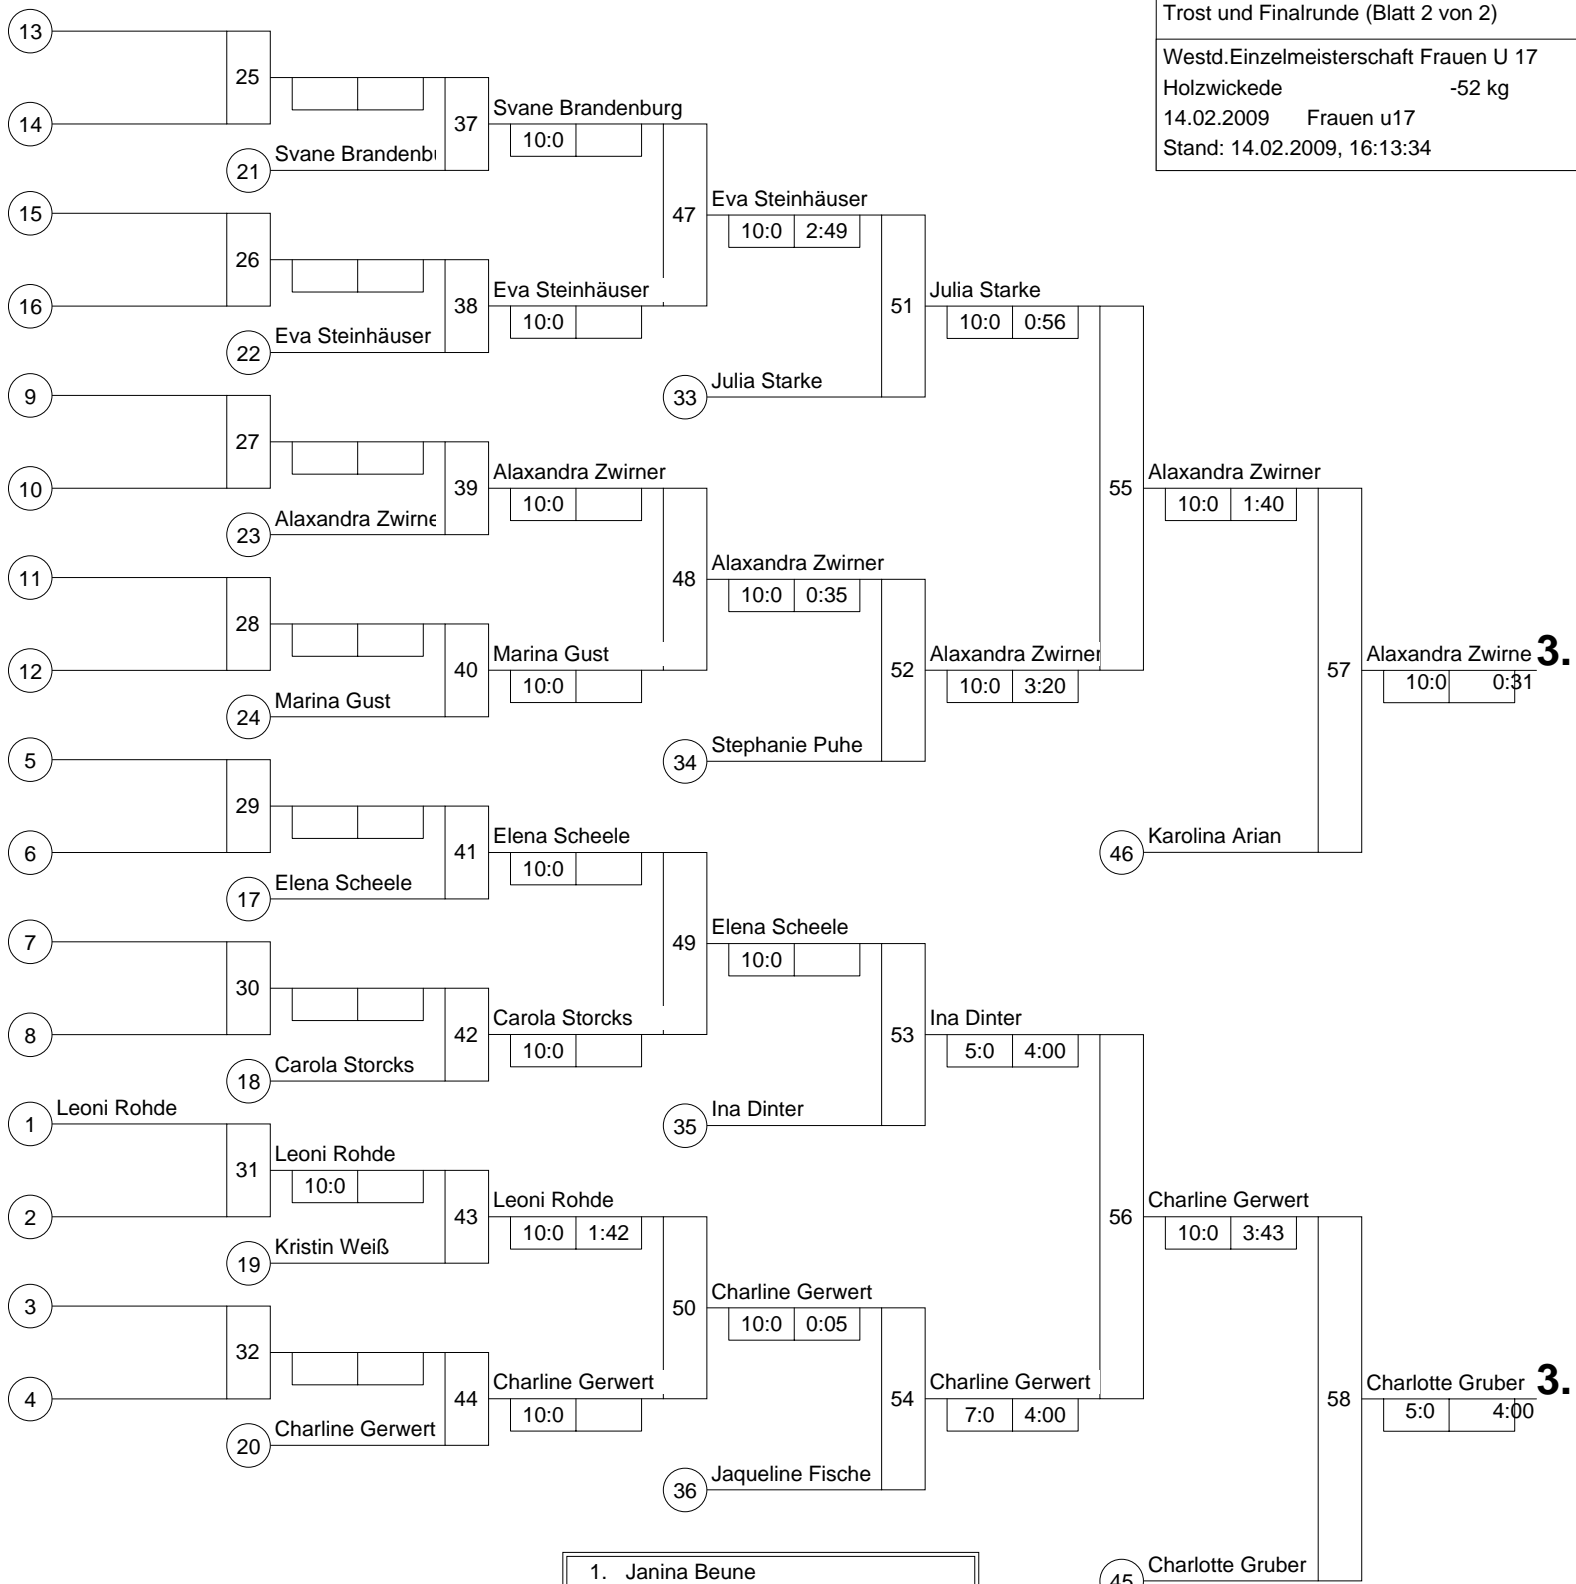 Trost und Finalrunde (Blatt 2 von 2)
Westd.Einzelmeisterschaft Frauen U 17
Holzwickede -52 kg
14.02.2009 Frauen u17
Stand: 14.02.2009, 16:13:34
13
25
14
37
Svane Brandenburg
10:0
21
Svane Brandenbu
15
47
Eva Steinhäuser
10:0 2:49
26
16
38
Eva Steinhäuser
10:0
22
Eva Steinhäuser
51
Julia Starke
10:0 0:56
33
Julia Starke
9
27
10
39
Alaxandra Zwirner
10:0
23
Alaxandra Zwirne
55
Alaxandra Zwirner
10:0 1:40
11
48
Alaxandra Zwirner
10:0 0:35
28
12
40
Marina Gust
10:0
24
Marina Gust
52
Alaxandra Zwirner
10:0 3:20
34
Stephanie Puhe
57
Alaxandra Zwirne 3.
10:0 0:31
5
29
6
41
Elena Scheele
10:0
17
Elena Scheele
46
Karolina Arian
7
49
Elena Scheele
10:0
30
8
42
Carola Storcks
10:0
18
Carola Storcks
53
Ina Dinter
5:0 4:00
35
Ina Dinter
1
Leoni Rohde
31
Leoni Rohde
10:0
2
43
Leoni Rohde
10:0 1:42
19
Kristin Weiß
56
Charline Gerwert
10:0 3:43
3
50
Charline Gerwert
10:0 0:05
32
4
44
Charline Gerwert
10:0
20
Charline Gerwert
54
Charline Gerwert
7:0 4:00
36
Jaqueline Fische
58
Charlotte Gruber 3.
5:0 4:00
45
Charlotte Gruber
1. Janina Beune